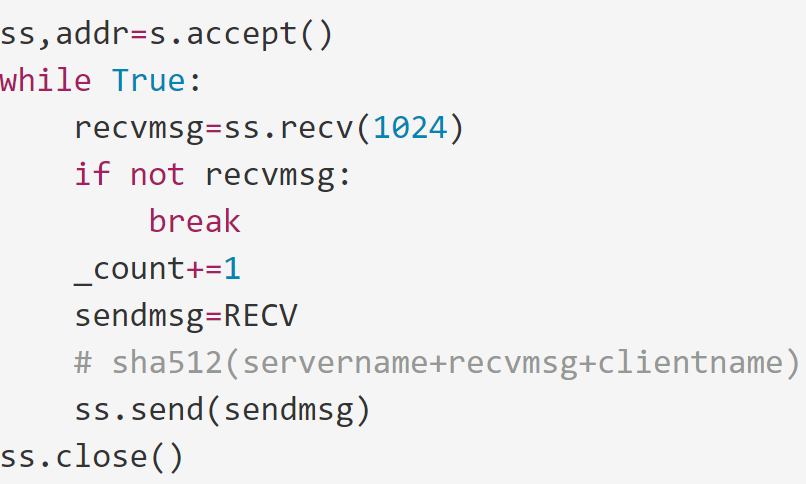 ss,addr=s.accept()
while True:
    recvmsg=ss.recv(1024)
    if not recvmsg:
        break
    _count+=1
    sendmsg=RECV
    # sha512(servername+recvmsg+clientname)
    ss.send(sendmsg)
ss.close()